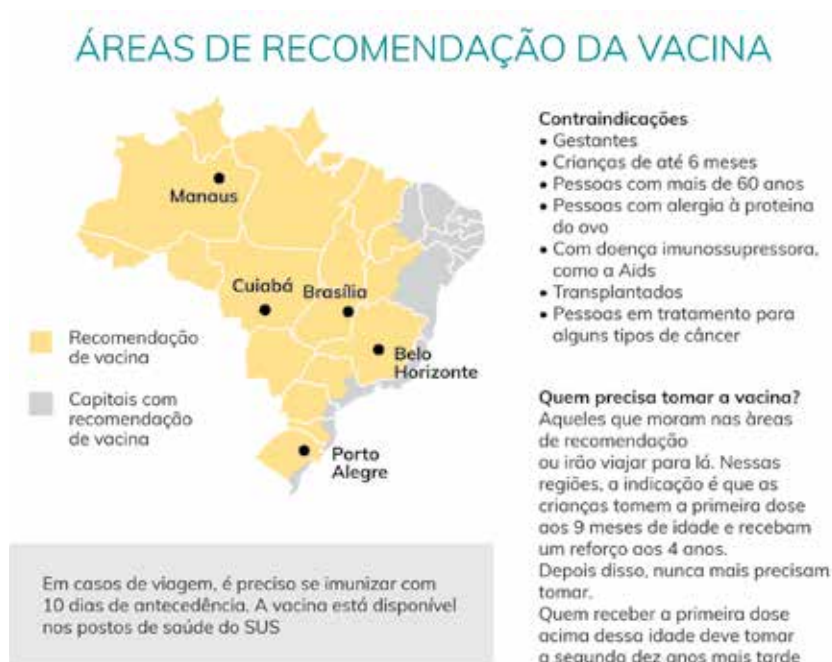 ÁREAS DE RECOMENDAÇÃO DA VACINA
Manaus
Cuiabá
Brasília
Belo
Horizonte
Porto
Alegre
Recomendação
de vacina
Capitais com
recomendação
de vacina
Em casos de viagem, é preciso se imunizar com
10 dias de antecedência. A vacina está disponível
nos postos de saúde do SUS
Contraindicações
• Gestantes
• Crianças de até 6 meses
• Pessoas com mais de 60 anos
• Pessoas com alergia à proteina
do ovo
• Com doença imunossupressora,
como a Aids
• Transplantados
• Pessoas em tratamento para
alguns tipos de câncer
Quem precisa tomar a vacina?
Aqueles que moram nas àreas
de recomendação
ou irão viajar para lá. Nessas
regiões, a indicação é que as
crianças tomem a primeira dose
aos 9 meses de idade e recebam
um reforço aos 4 anos.
Depois disso, nunca mais precisam
tomar.
Quem receber a primeira dose
acima dessa idade deve tomar
a segundo dez anos mais tarde